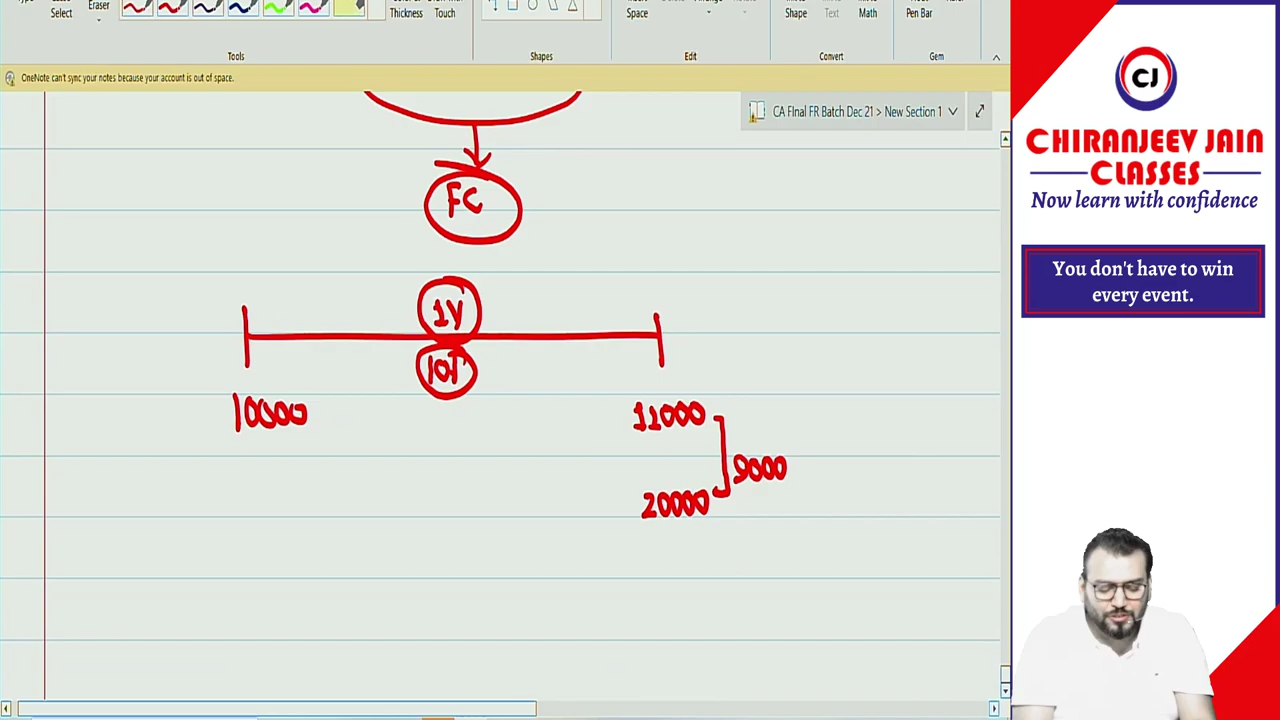 Select
Eraser
Thickness
Touch
Space
Shape
Text
Math
Pen Bar
Tools
Shapes
Edit
Convert
Gem
OneNote can't sync your notes because your account is out of space.
CA FInal FR Batch Dec 21 > New Section 1
FC
1Y
10%
10000
11000
9000
20000
CJ
CHIRANJEEV JAIN
CLASSES
Now learn with confidence
You don't have to win
every event.